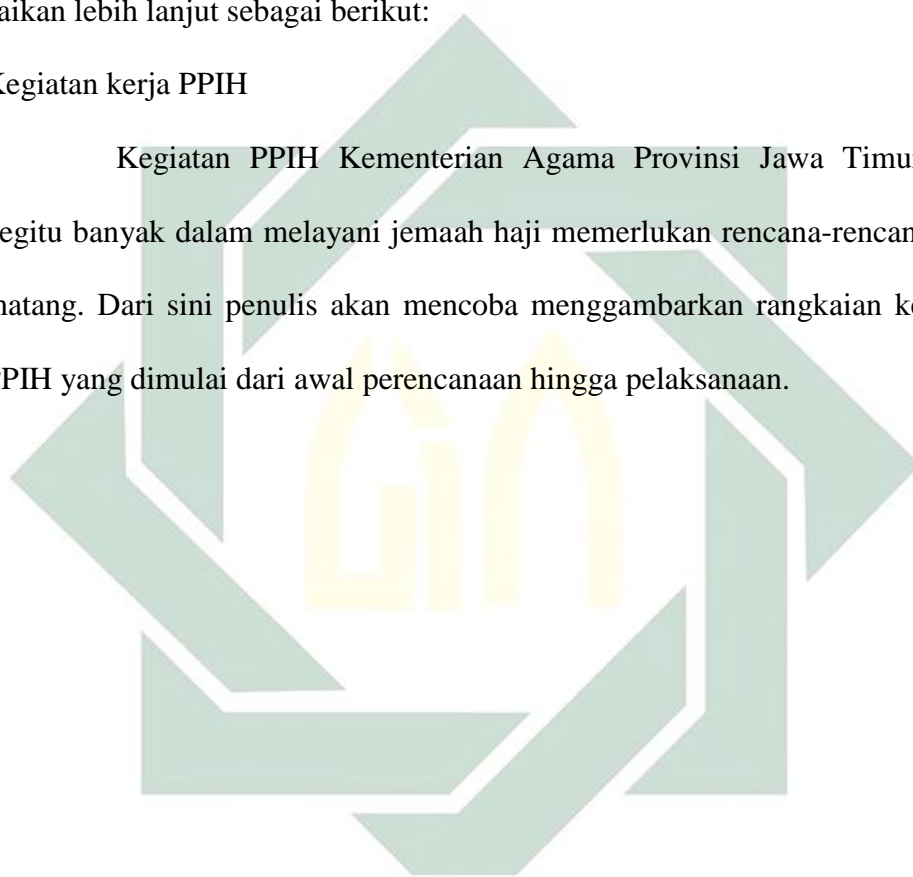 aikan lebih lanjut sebagai berikut:
Kegiatan kerja PPIH
Kegiatan PPIH Kementerian Agama Provinsi Jawa Timur
egitu banyak dalam melayani jemaah haji memerlukan rencana-rencan
matang. Dari sini penulis akan mencoba menggambarkan rangkaian ke
PPIH yang dimulai dari awal perencanaan hingga pelaksanaan.